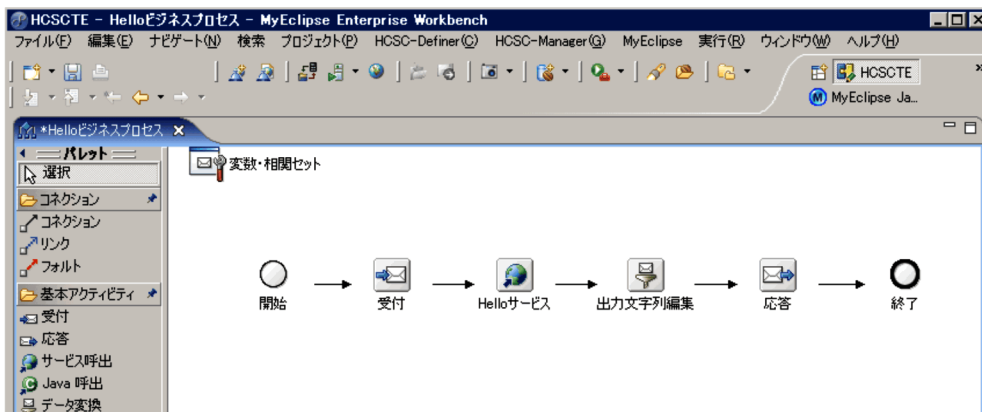 HCSCTE - Helloビジネスプロセス - MyEclipse Enterprise Workbench
ファイル(F) 編集(E) ナビゲート(N) 検索 プロジェクト(P) HCSC-Definer(C) HCSC-Manager(G) MyEclipse 実行(R) ウィンドウ(W) ヘルプ(H)
HCSCTE
»
MyEclipse Ja...
*Helloビジネスプロセス
パレット
選択
コネクション
コネクション
リンク
フォルト
基本アクティビティ
受付
応答
サービス呼出
Java 呼出
データ変換
変数・相関セット
開始
受付
Helloサービス
出力文字列編集
応答
終了